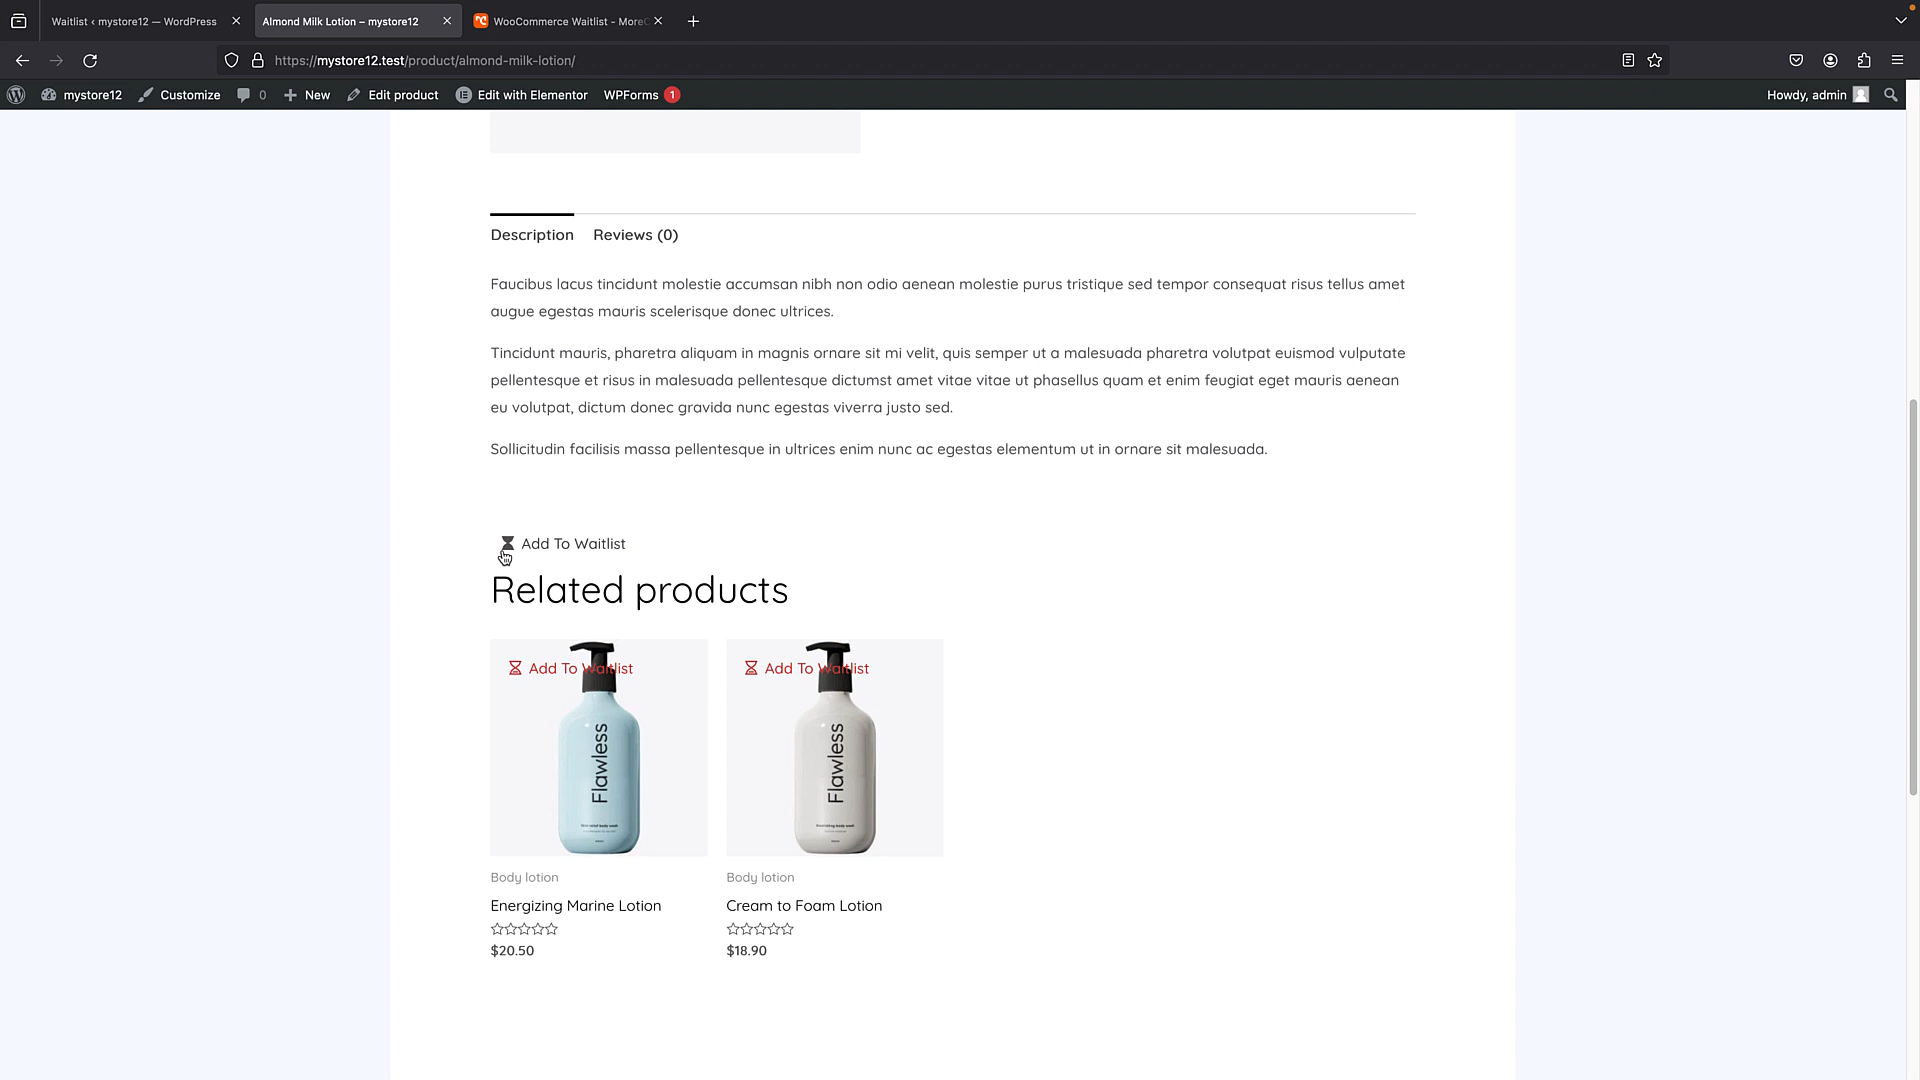 Waitlist ‹ mystore12 — WordPress
Almond Milk Lotion – mystore12
WooCommerce Waitlist - MoreC
https://mystore12.test/product/almond-milk-lotion/
mystore12
Customize
0
New
Edit product
Edit with Elementor
WPForms 1
Howdy, admin
Description
Reviews (0)
Faucibus lacus tincidunt molestie accumsan nibh non odio aenean molestie purus tristique sed tempor consequat risus tellus amet
augue egestas mauris scelerisque donec ultrices.
Tincidunt mauris, pharetra aliquam in magnis ornare sit mi velit, quis semper ut a malesuada pharetra volutpat euismod vulputate
pellentesque et risus in malesuada pellentesque dictumst amet vitae vitae ut phasellus quam et enim feugiat eget mauris aenean
eu volutpat, dictum donec gravida nunc egestas viverra justo sed.
Sollicitudin facilisis massa pellentesque in ultrices enim nunc ac egestas elementum ut in ornare sit malesuada.
Add To Waitlist
Related products
Add To Waitlist
Flawless
Body lotion
Energizing Marine Lotion
$20.50
Add To Waitlist
Flawless
Body lotion
Cream to Foam Lotion
$18.90